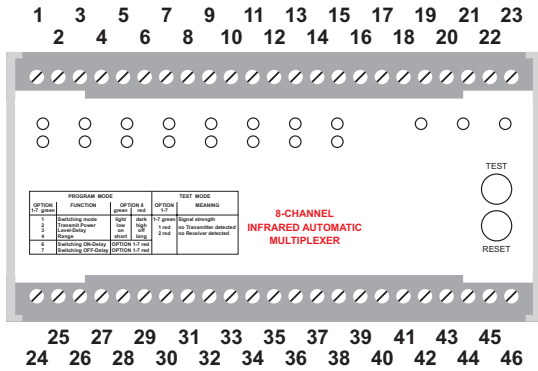 1 3 5 7 9 11 13 15 17 19 21 23
2 4 6 8 10 12 14 16 18 20 22
TEST
PROGRAM MODE TEST MODE
OPTION 1-7 green FUNCTION OPTION 8 green red OPTION 1-7 MEANING
1 Switching mode light dark 1-7 green Signal strength
2 Transmit Power low high 1 red no Transmitter detected
3 Level-Delay on off 2 red no Receiver detected
4 Range short long
6 Switching ON-Delay OPTION 1-7 red
7 Switching OFF-Delay OPTION 1-7 red
8-CHANNEL
INFRARED AUTOMATIC
MULTIPLEXER
RESET
25 27 29 31 33 35 37 39 41 43 45
24 26 28 30 32 34 36 38 40 42 44 46